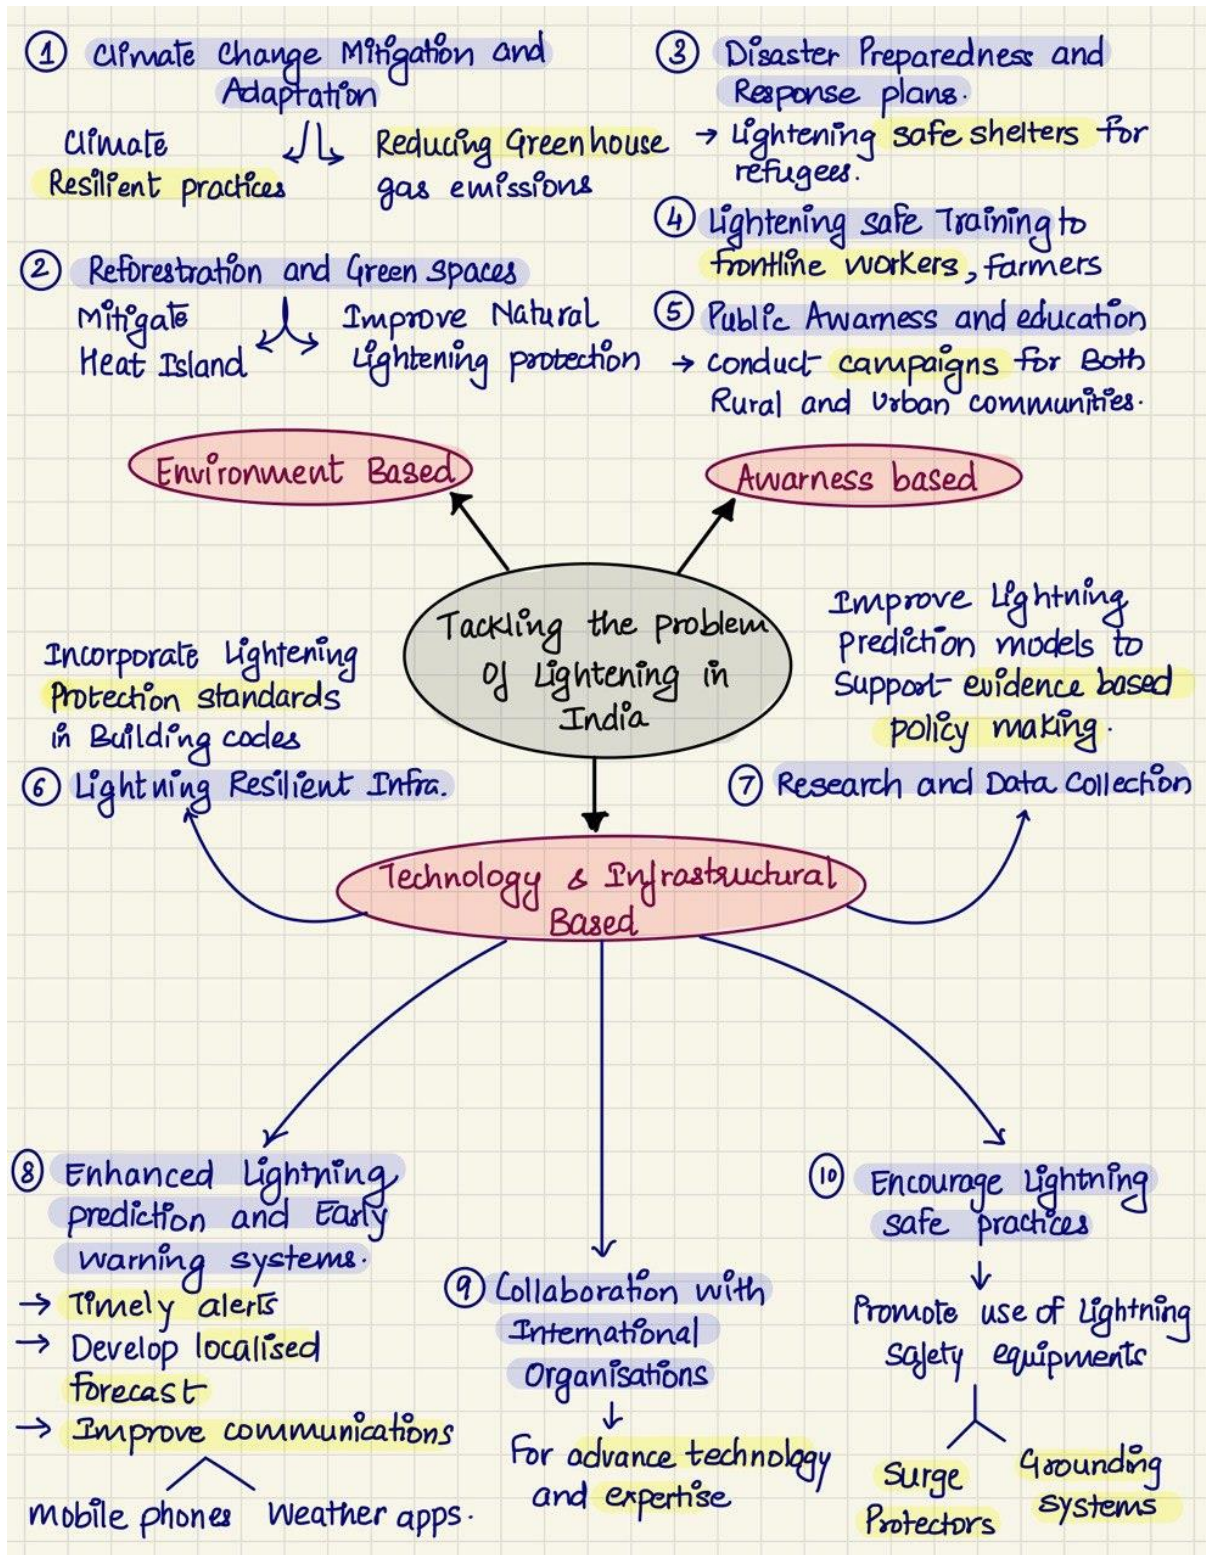 ① Climate Change Mitigation and
Adaptation
Climate
Resilient practices
Reducing Greenhouse
gas emissions
② Reforestration and Green spaces
Mitigate
Heat Island
Improve Natural
Lightening protection
③ Disaster Preparedness and
Response plans.
→ Lightening safe shelters for
refugees.
④ Lightening safe Training to
frontline workers, farmers
⑤ Public Awarness and education
→ conduct campaigns for Both
Rural and Urban communities.
Environment Based
Awarness based
Tackling the problem
Of Lightening in
India
Incorporate Lightening
Protection standards
in Building codes
⑥ Lightning Resilient Infra.
Improve Lightning
prediction models to
Support evidence based
policy making.
⑦ Research and Data Collection
Technology & Infrastructural
Based
⑧ Enhanced Lightning
prediction and Early
warning systems.
→ Timely alerts
→ Develop localised
forecast
→ Improve communications
mobile phones
Weather apps.
⑨ Collaboration with
International
Organisations
For advance technology
and expertise
⑩ Encourage Lightning
safe practices
Promote use of Lightning
Safety equipments
Surge
Protectors
Grounding
Systems